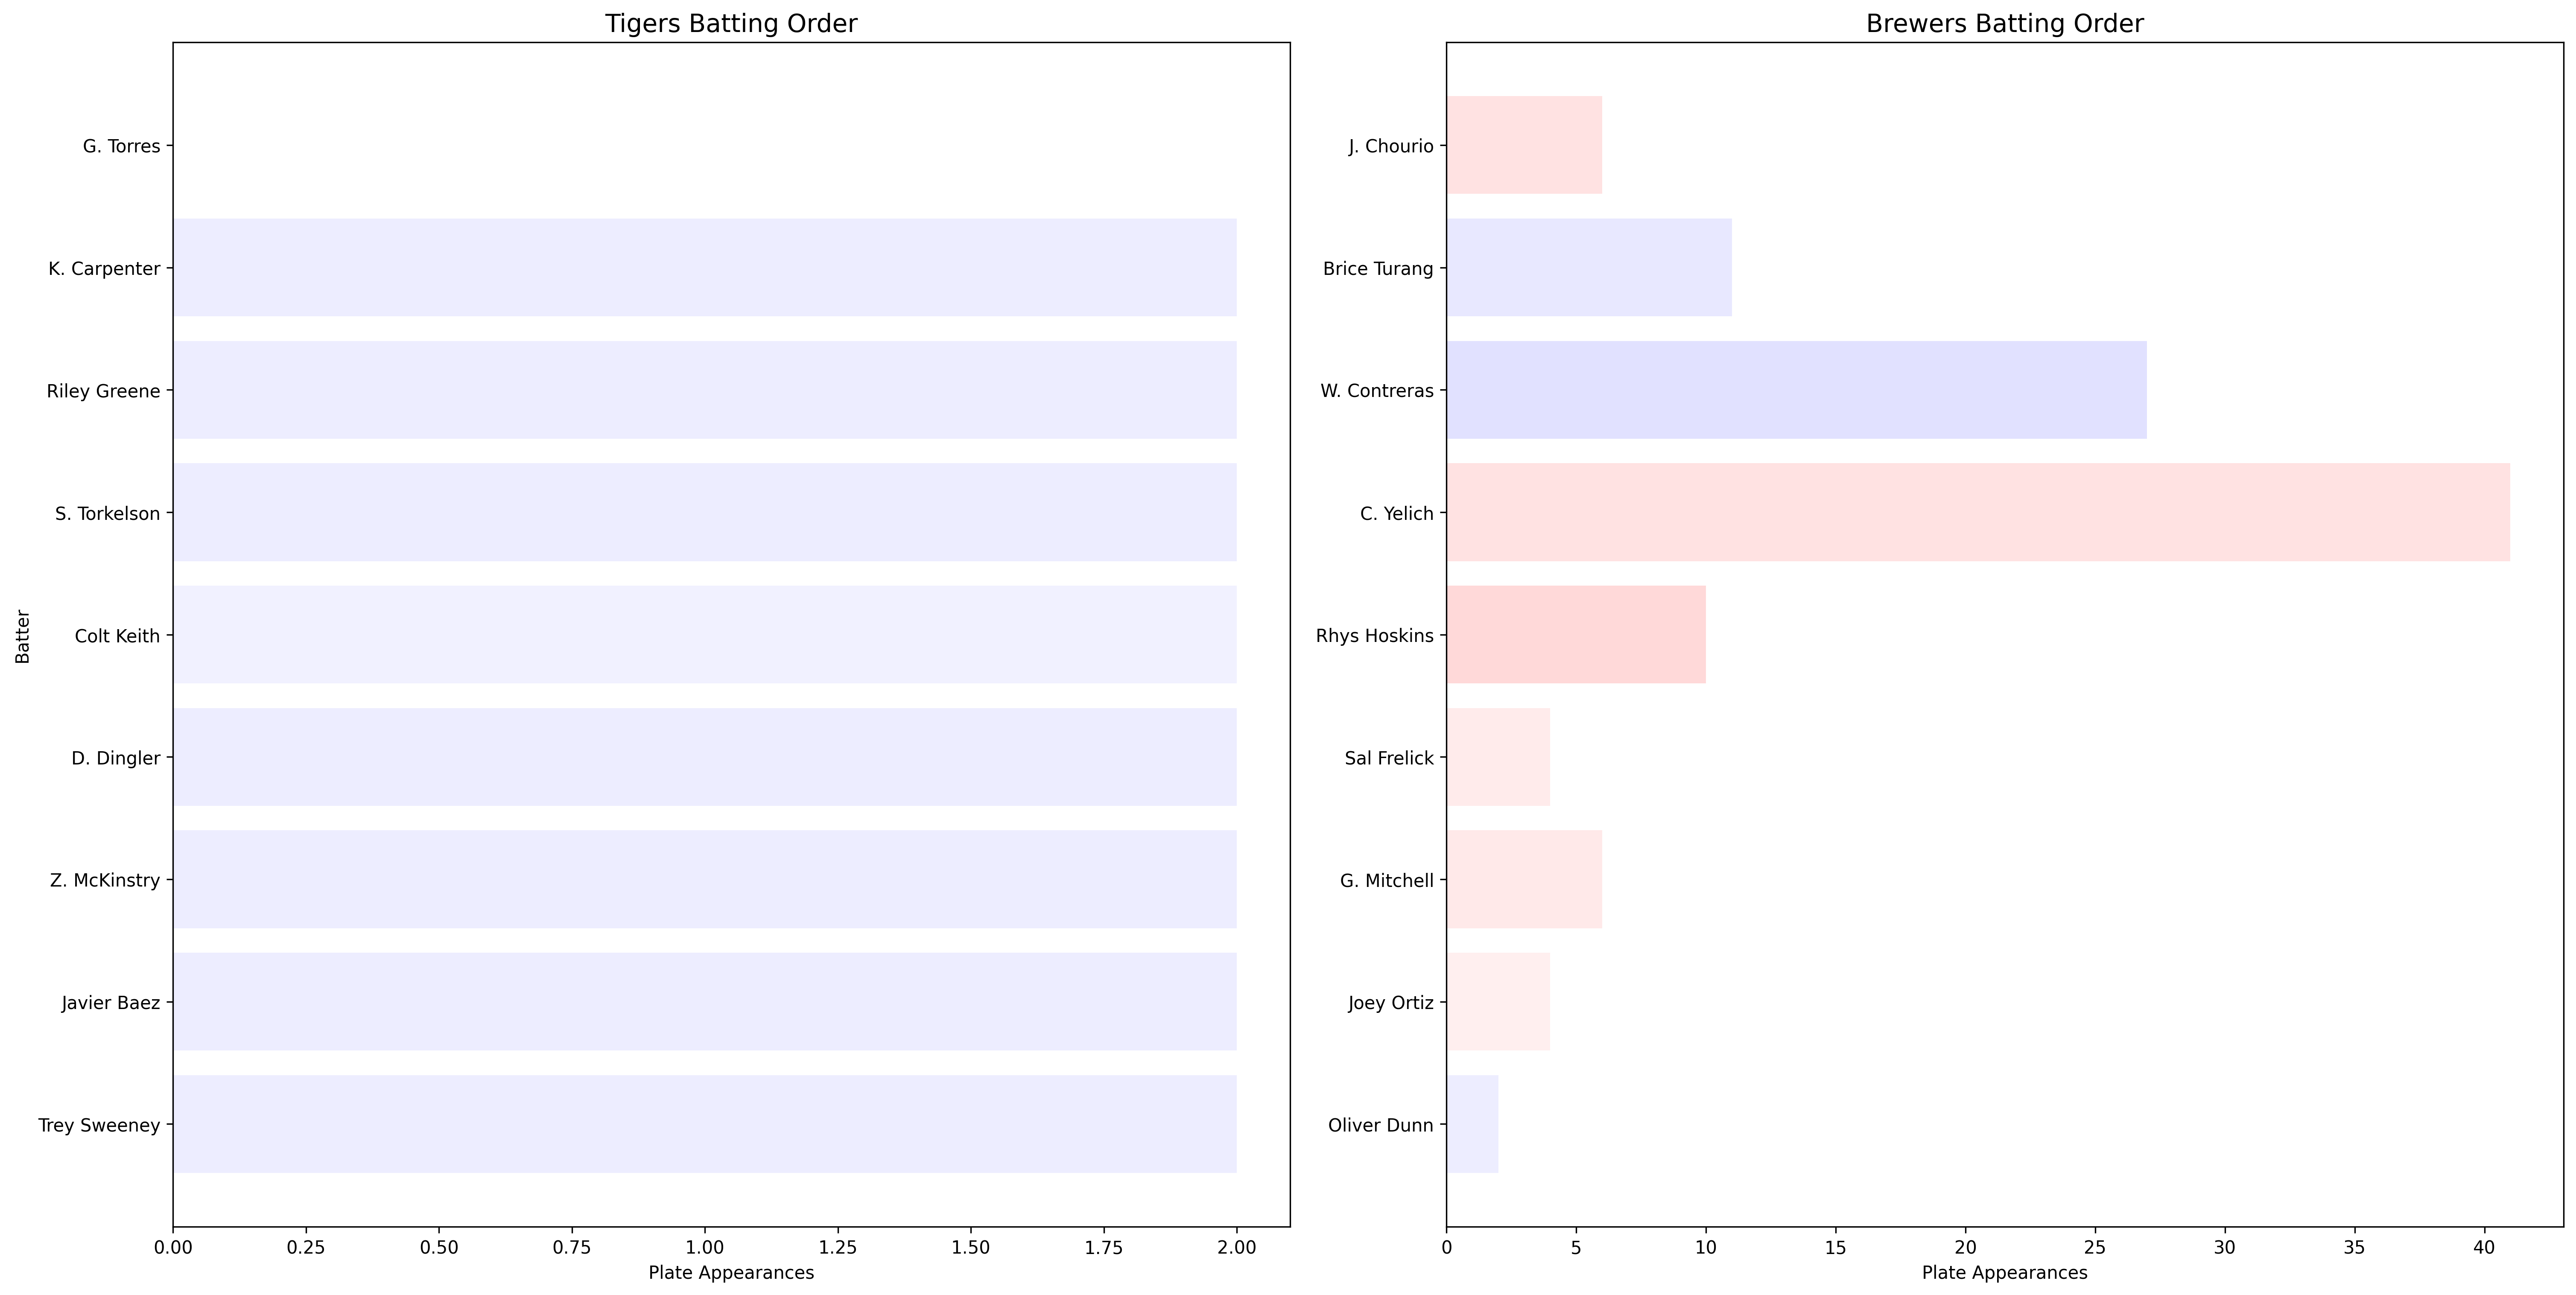 Tigers Batting Order
Batter
G. Torres
K. Carpenter
Riley Greene
S. Torkelson
Colt Keith
D. Dingler
Z. McKinstry
Javier Baez
Trey Sweeney
0.00 0.25 0.50 0.75 1.00 1.25 1.50 1.75 2.00
Plate Appearances
Brewers Batting Order
J. Chourio
Brice Turang
W. Contreras
C. Yelich
Rhys Hoskins
Sal Frelick
G. Mitchell
Joey Ortiz
Oliver Dunn
0 5 10 15 20 25 30 35 40
Plate Appearances